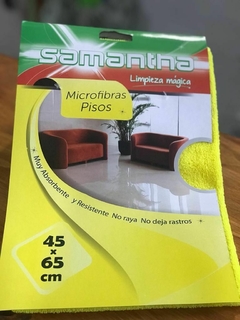 samantha
Limpieza mágica
Microfibras
Pisos
Muy Absorbente y Resistente No raya No deja rastros
45
x
65
cm